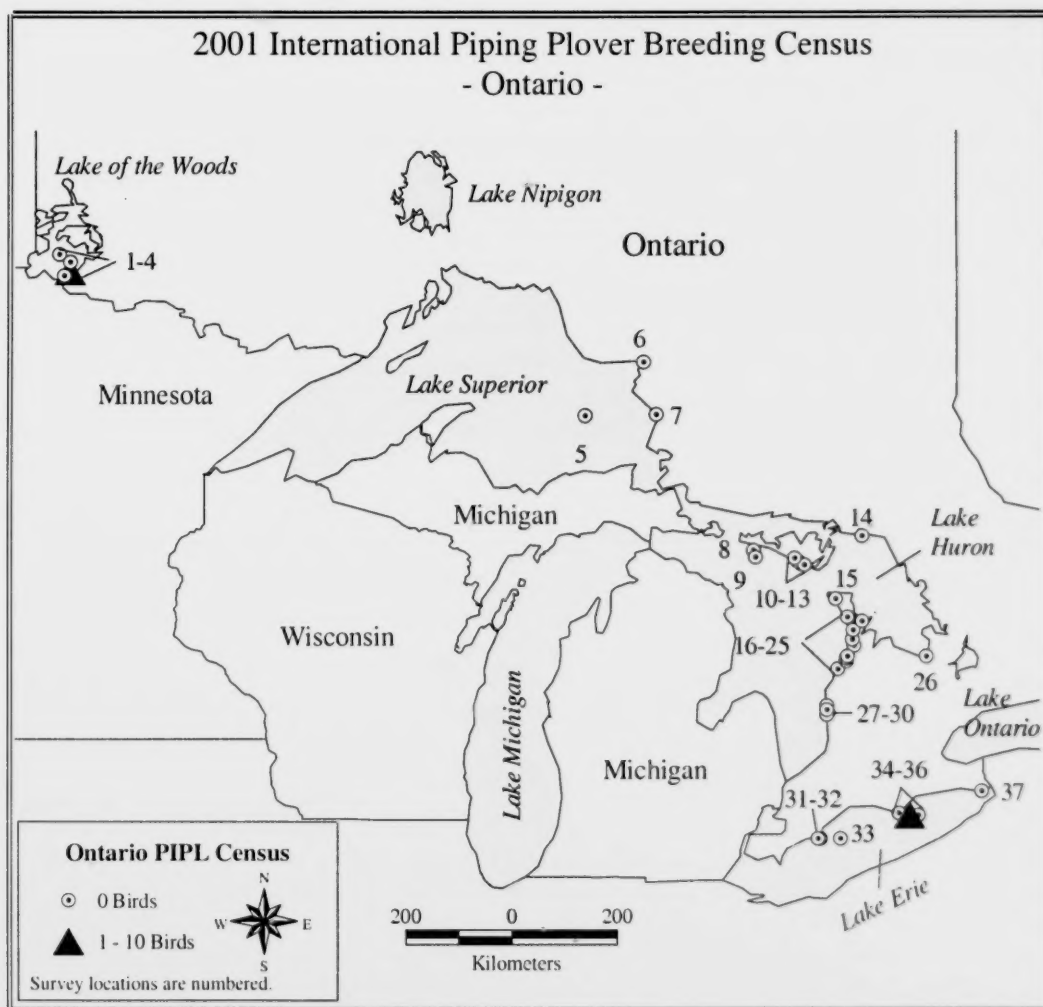 2001 International Piping Plover Breeding Census
- Ontario -
Lake of the Woods
Lake Nipigon
Ontario
1-4
6
Minnesota
Lake Superior
7
5
Michigan
14
Lake
Huron
8
9
10-13
15
Wisconsin
16-25
26
Lake Michigan
27-30
Lake
Ontario
Michigan
34-36
37
31-32
33
Lake Erie
Ontario PIPL Census
0 Birds
1 - 10 Birds
N
W
E
S
Survey locations are numbered.
200
0
200
Kilometers